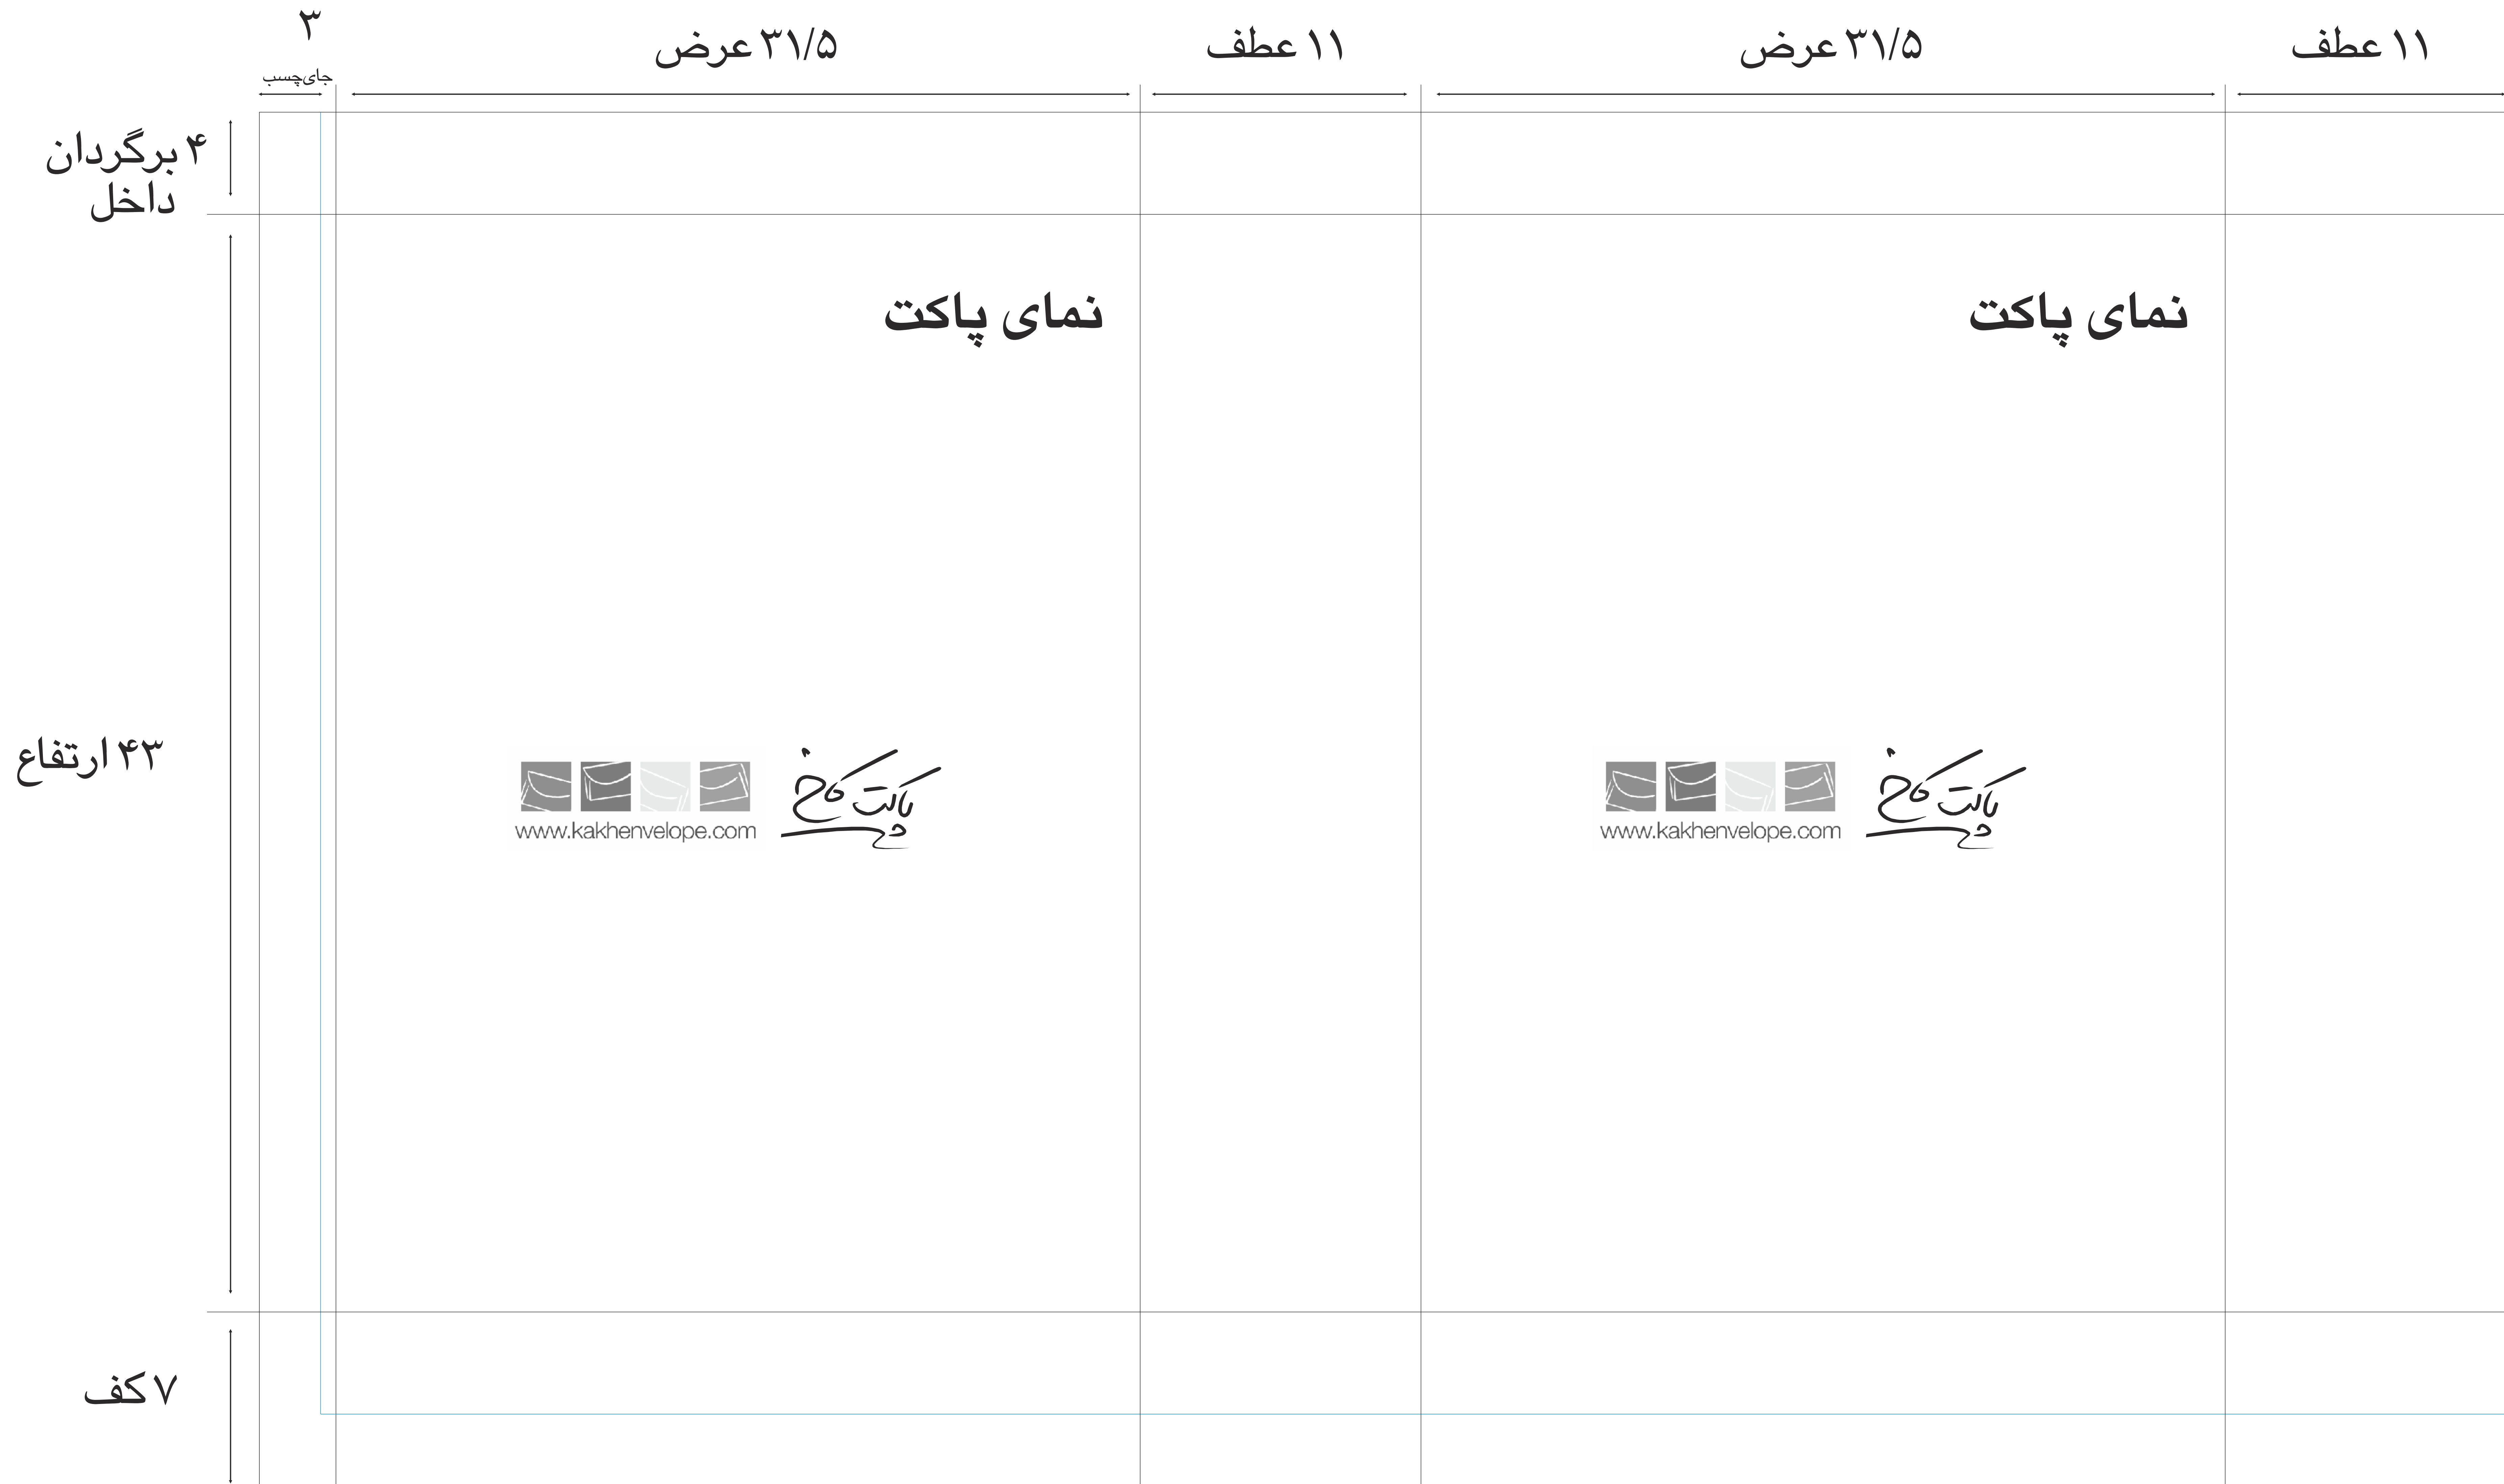 ۳
جای‌چسب
۳۱/۵ عرض
۱۱ عطف
۳۱/۵ عرض
۱۱ عطف
۴ برگردان
داخل
نمای پاکت
نمای پاکت
۴۳ ارتفاع
پاکت کاخ
www.kakhenvelope.com
پاکت کاخ
www.kakhenvelope.com
۷ کف